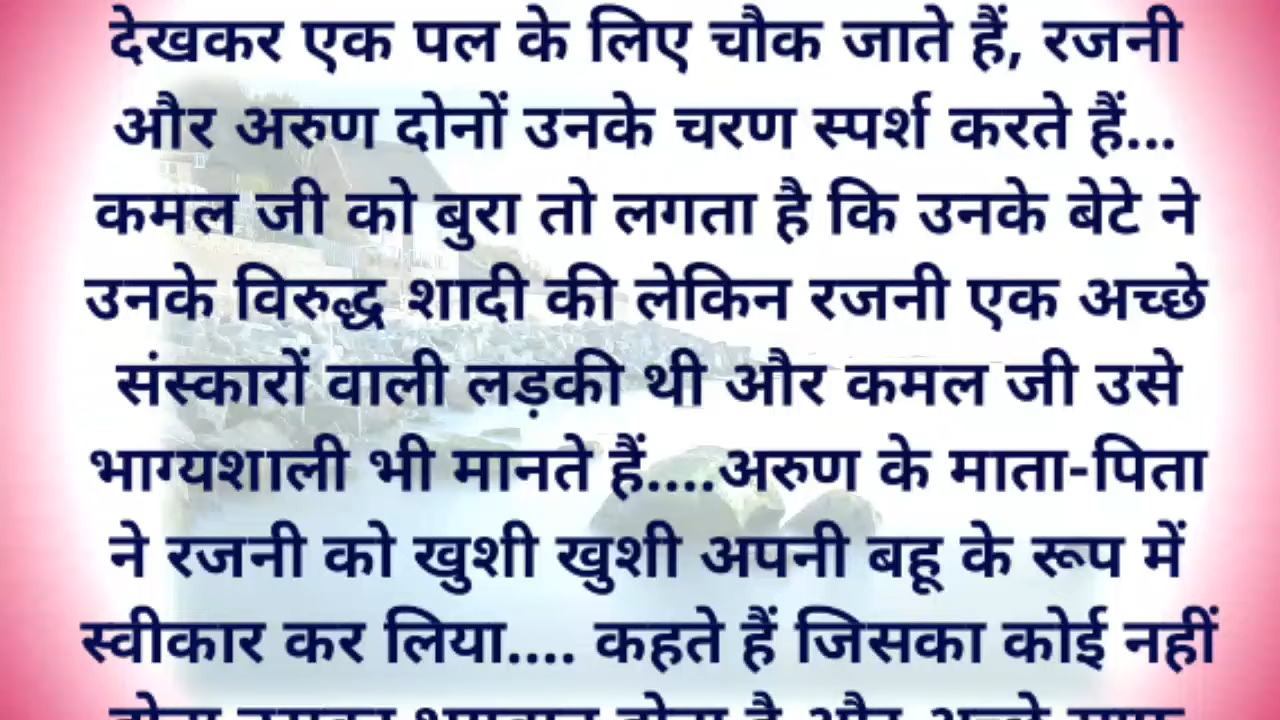 देखकर एक पल के लिए चौक जाते हैं, रजनी
और अरुण दोनों उनके चरण स्पर्श करते हैं...
कमल जी को बुरा तो लगता है कि उनके बेटे ने
उनके विरुद्ध शादी की लेकिन रजनी एक अच्छे
संस्कारों वाली लड़की थी और कमल जी उसे
भाग्यशाली भी मानते हैं....अरुण के माता-पिता
ने रजनी को खुशी खुशी अपनी बहू के रूप में
स्वीकार कर लिया.... कहते हैं जिसका कोई नहीं